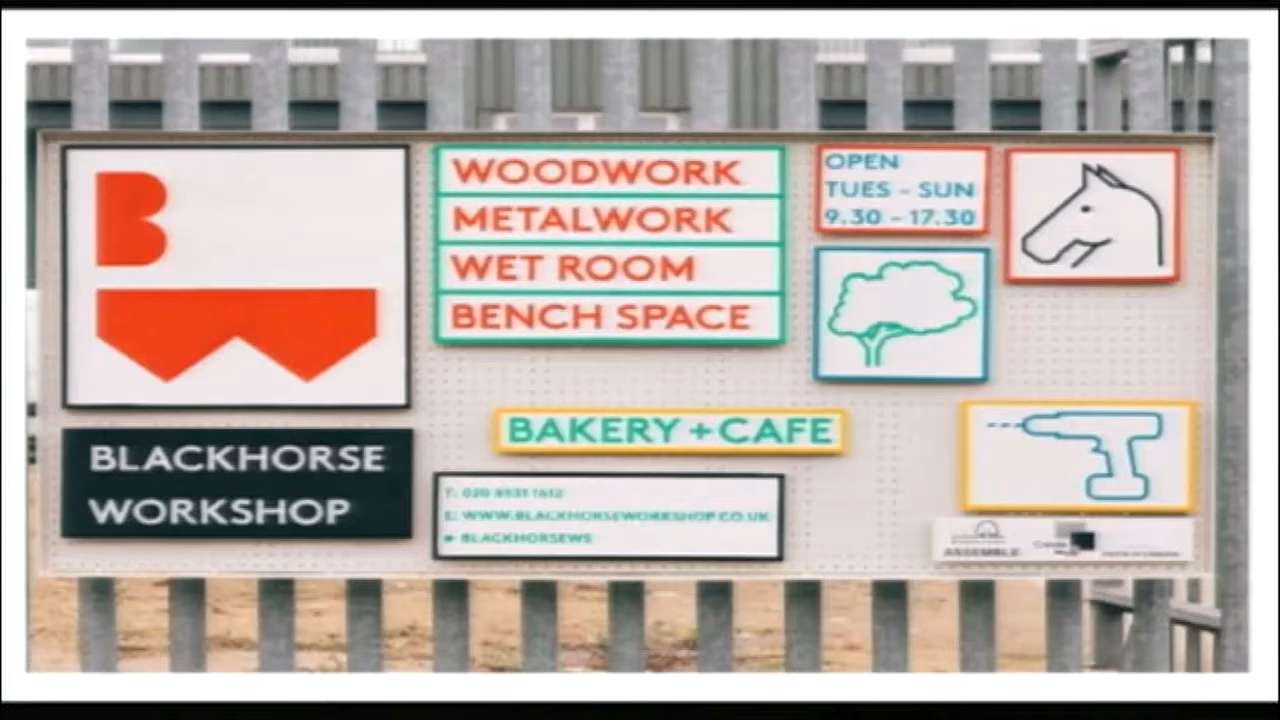 B
W
BLACKHORSE
WORKSHOP
WOODWORK
METALWORK
WET ROOM
BENCH SPACE
BAKERY + CAFE
T: 020 8531 1612
E: WWW.BLACKHORSEWORKSHOP.CO.UK
BLACKHORSEWS
OPEN
TUES - SUN
9.30 - 17.30
ASSEMBLE